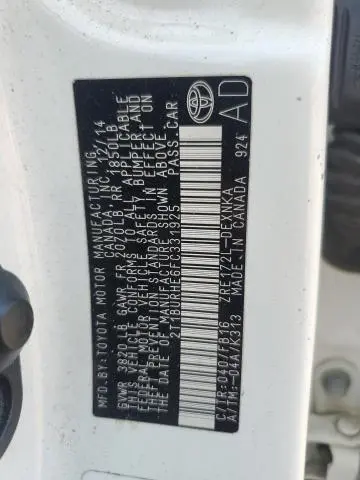 MFD.BY:TOYOTA MOTOR MANUFACTURING
CANADA, INC. 12/14
GVWR 3820LB GAWR FR 2020LB RR 1850LB
THIS VEHICLE CONFORMS TO ALL APPLICABLE
FEDERAL MOTOR VEHICLE SAFETY BUMPER, AND
THEFT PREVENTION STANDARDS IN EFFECT ON
THE DATE OF MANUFACTURE SHOWN ABOVE.
2T1BURHE6FC331925 PASS.CAR
C/TR:040/FB16 ZRE172L-DEXNKA
A/TM:-04A/K313 MADE IN CANADA 924
TOYOTA
AD